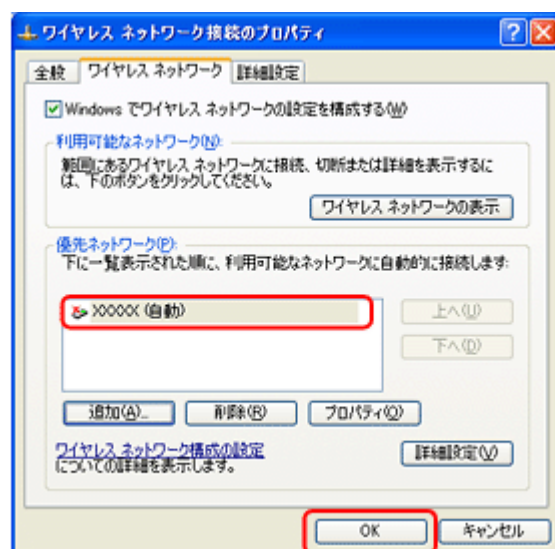 ワイヤレス ネットワーク接続のプロパティ
全般 ワイヤレス ネットワーク 詳細設定
Windows でワイヤレス ネットワークの設定を構成する(W)
利用可能なネットワーク(N):
範囲にあるワイヤレス ネットワークに接続、切断または詳細を表示するに
は、下のボタンをクリックしてください。
ワイヤレス ネットワークの表示
優先ネットワーク(P):
下に一覧表示された順に、利用可能なネットワークに自動的に接続します:
XXXXX (自動)
上へ(U)
下へ(D)
追加(A)... 削除(R) プロパティ(O)
ワイヤレス ネットワーク構成の設定
についての詳細を表示します。
詳細設定(V)
OK キャンセル